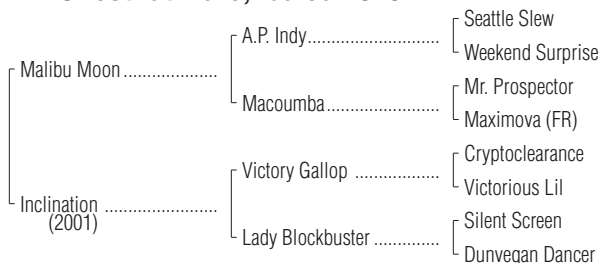 Malibu Moon
A.P. Indy
Seattle Slew
Weekend Surprise
Macoumba
Mr. Prospector
Maximova (FR)
Inclination
(2001)
Victory Gallop
Cryptoclearance
Victorious Lil
Lady Blockbuster
Silent Screen
Dunvegan Dancer